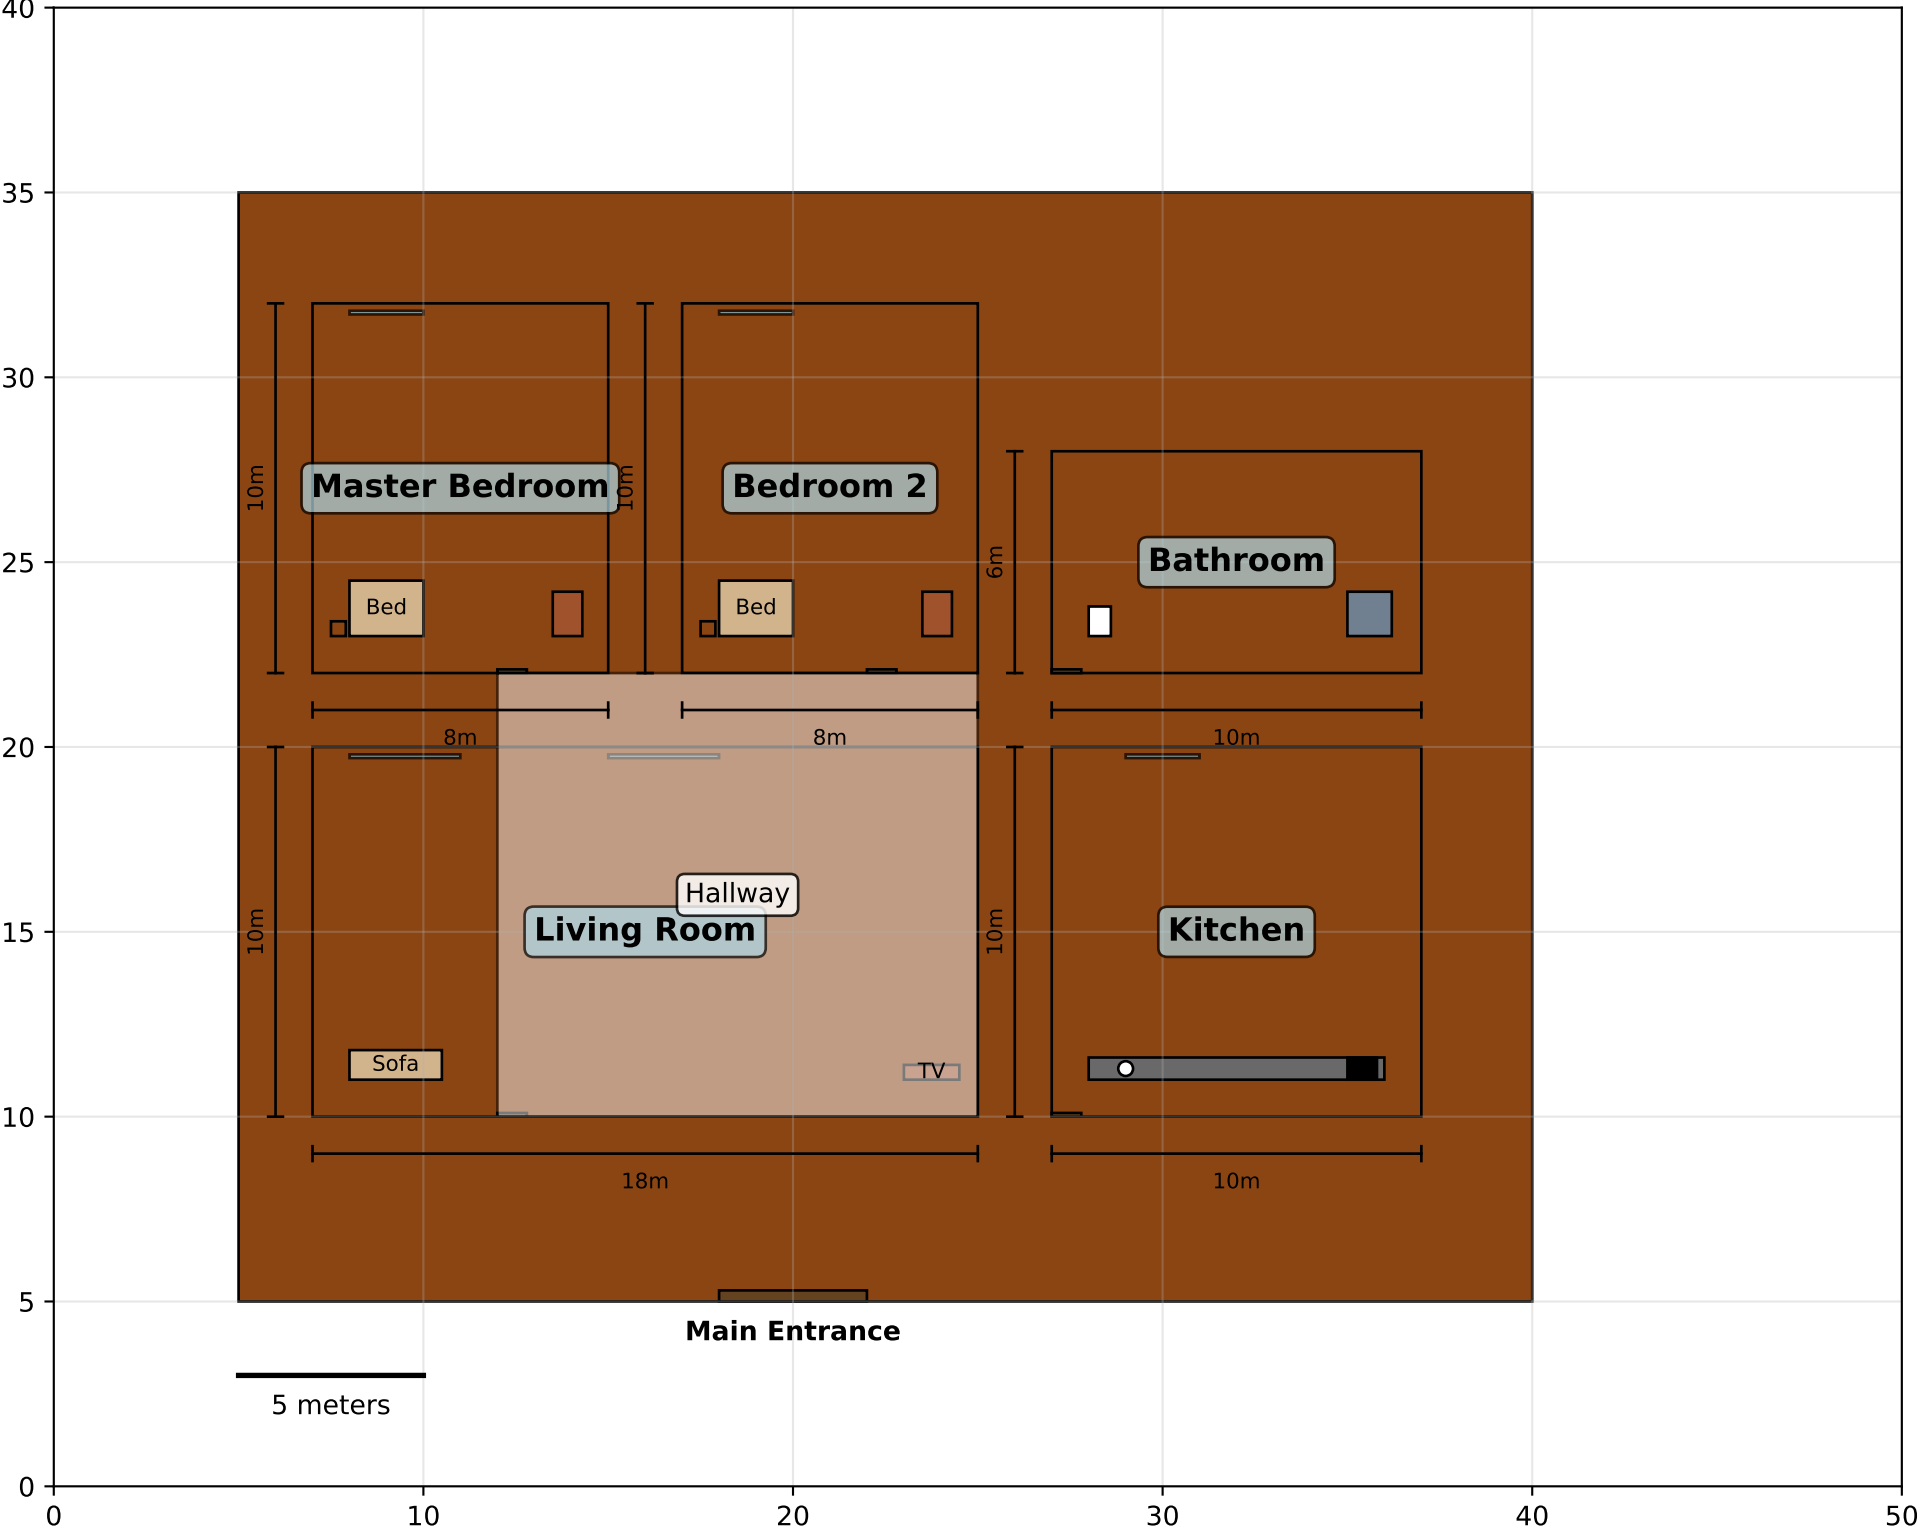 40
35
30
10m
Master Bedroom
10m
Bedroom 2
25
6m
Bathroom
Bed
Bed
20
8m
8m
10m
15
10m
Hallway
Living Room
10m
Kitchen
Sofa
TV
10
18m
10m
5
Main Entrance
5 meters
0
0 10 20 30 40 50